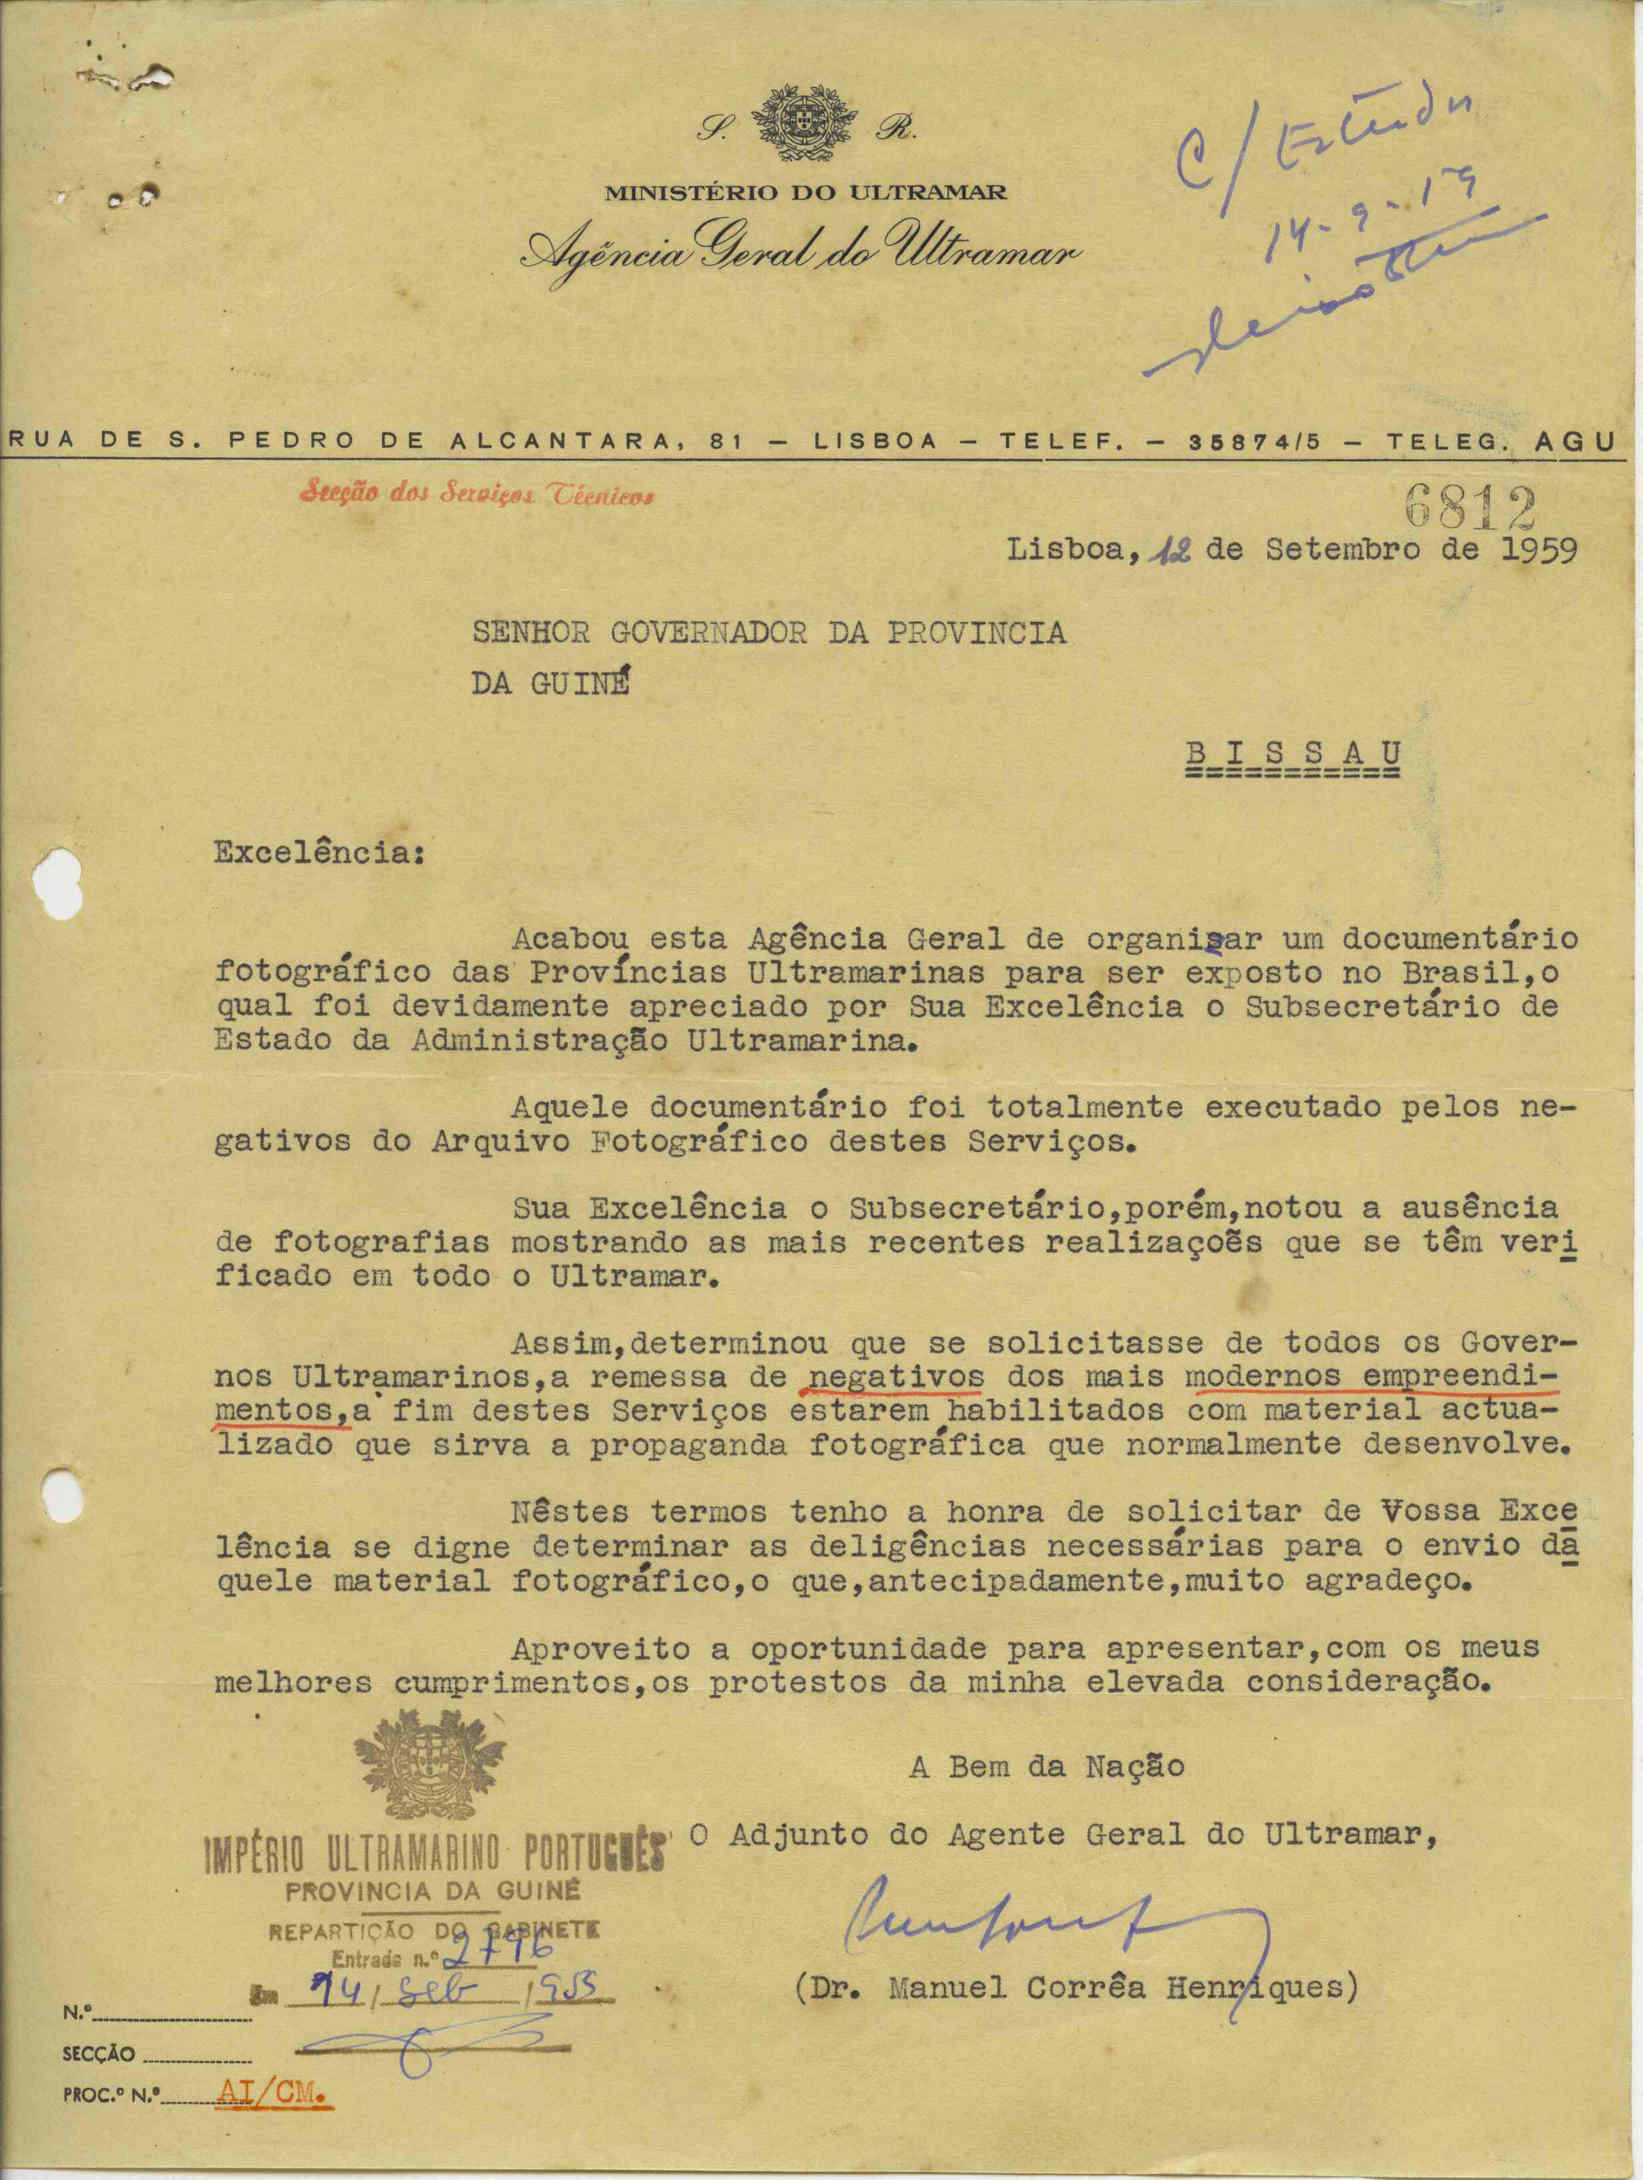 S. R.
MINISTÉRIO DO ULTRAMAR
Agência Geral do Ultramar
C/ Estudu
14-9-59
RUA DE S. PEDRO DE ALCANTARA, 81 — LISBOA — TELEF. — 35874/5 — TELEG. AGU
Secção dos Serviços Técnicos
6812
Lisboa, 12 de Setembro de 1959
SENHOR GOVERNADOR DA PROVINCIA
DA GUINÉ
B I S S A U
Excelência:
Acabou esta Agência Geral de organizar um documentário
fotográfico das Províncias Ultramarinas para ser exposto no Brasil,o
qual foi devidamente apreciado por Sua Excelência o Subsecretário de
Estado da Administração Ultramarina.
Aquele documentário foi totalmente executado pelos ne-
gativos do Arquivo Fotográfico destes Serviços.
Sua Excelência o Subsecretário,porém,notou a ausência
de fotografias mostrando as mais recentes realizaçoẽs que se têm veri
ficado em todo o Ultramar.
Assim,determinou que se solicitasse de todos os Gover-
nos Ultramarinos,a remessa de negativos dos mais modernos empreendi-
mentos,a fim destes Serviços estarem habilitados com material actua-
lizado que sirva a propaganda fotográfica que normalmente desenvolve.
Nêstes termos tenho a honra de solicitar de Vossa Exce
lência se digne determinar as deligências necessárias para o envio da
quele material fotográfico,o que,antecipadamente,muito agradeço.
Aproveito a oportunidade para apresentar,com os meus
melhores cumprimentos,os protestos da minha elevada consideração.
A Bem da Nação
O Adjunto do Agente Geral do Ultramar,
(Dr. Manuel Corrêa Henriques)
IMPÉRIO ULTRAMARINO PORTUGUÊS
PROVINCIA DA GUINÉ
REPARTIÇÃO DO GABINETE
Entrada n.º 2796
Em 14/ Seb /959
N.º
SECÇÃO
PROC.º N.º AI/CM.